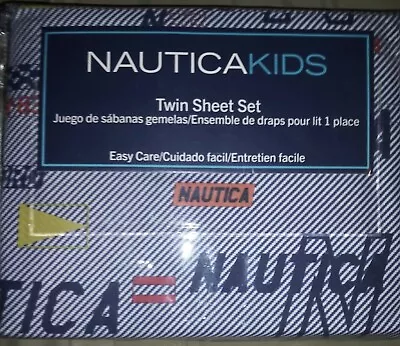 NAUTICAKIDS
Twin Sheet Set
Juego de sábanas gemelas/Ensemble de draps pour lit 1 place
Easy Care/Cuidado facil/Entretien facile
NAUTICA
NAUTICA
TICA